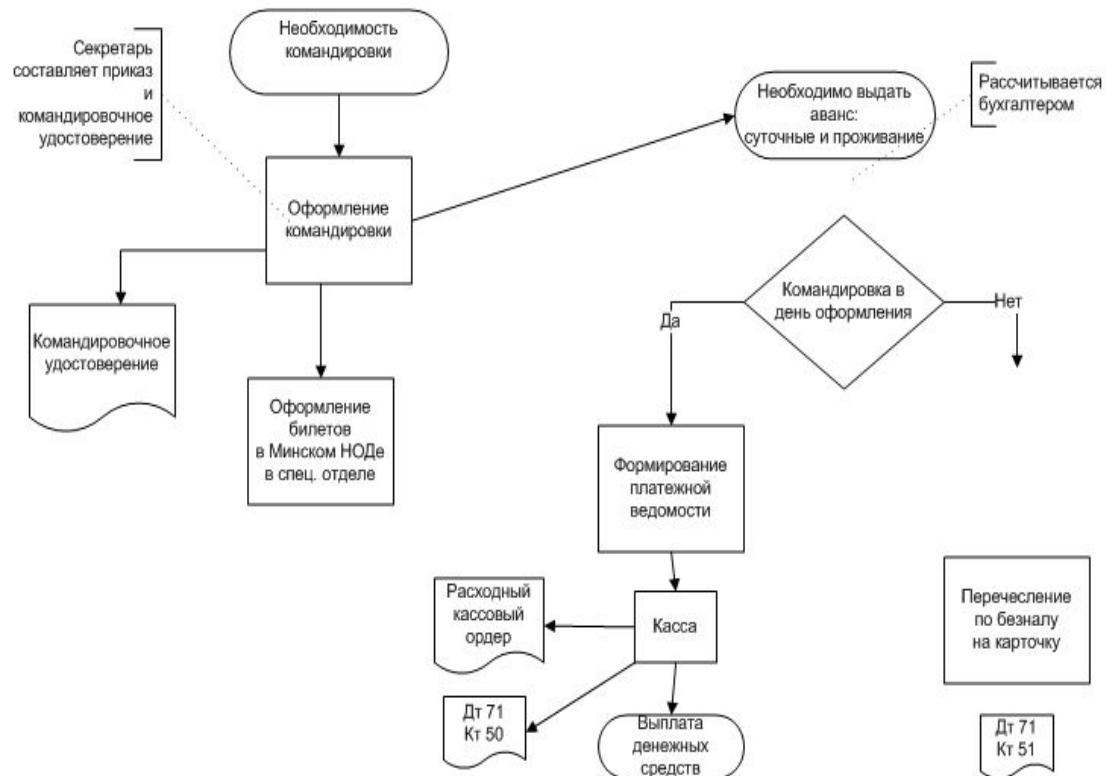 Необходимость
командировки
Секретарь
составляет приказ
и
командировочное
удостоверение
Рассчитывается
бухгалтером
Необходимо выдать
аванс:
суточные и проживание
Оформление
командировки
Командировка в
день оформления
Да
Нет
Командировочное
удостоверение
Оформление
билетов
в Минском НОДе
в спец. отделе
Формирование
платежной
ведомости
Расходный
кассовый
ордер
Касса
Перечесление
по безналу
на карточку
Дт 71
Кт 50
Выплата
денежных
средств
Дт 71
Кт 51